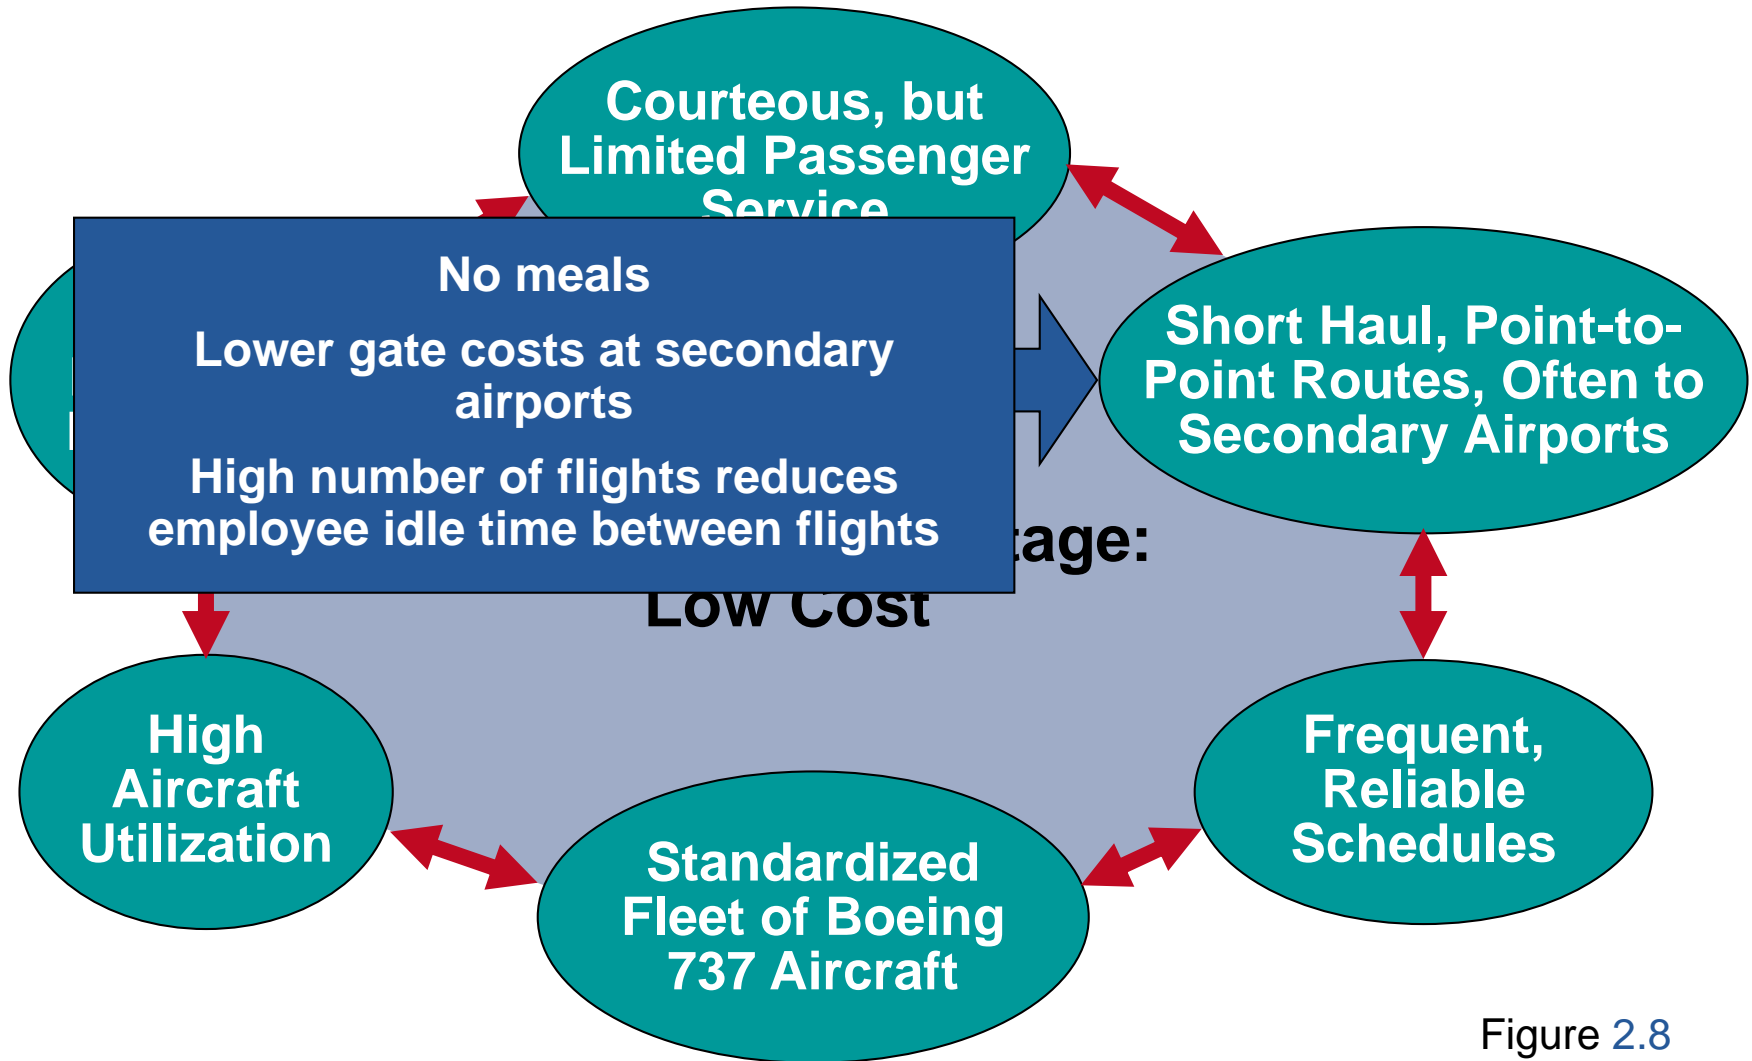 Courteous, but
Limited Passenger
Service
No meals
Lower gate costs at secondary
airports
High number of flights reduces
employee idle time between flights
Short Haul, Point-to-
Point Routes, Often to
Secondary Airports
tage:
Low Cost
High
Aircraft
Utilization
Standardized
Fleet of Boeing
737 Aircraft
Frequent,
Reliable
Schedules
Figure 2.8